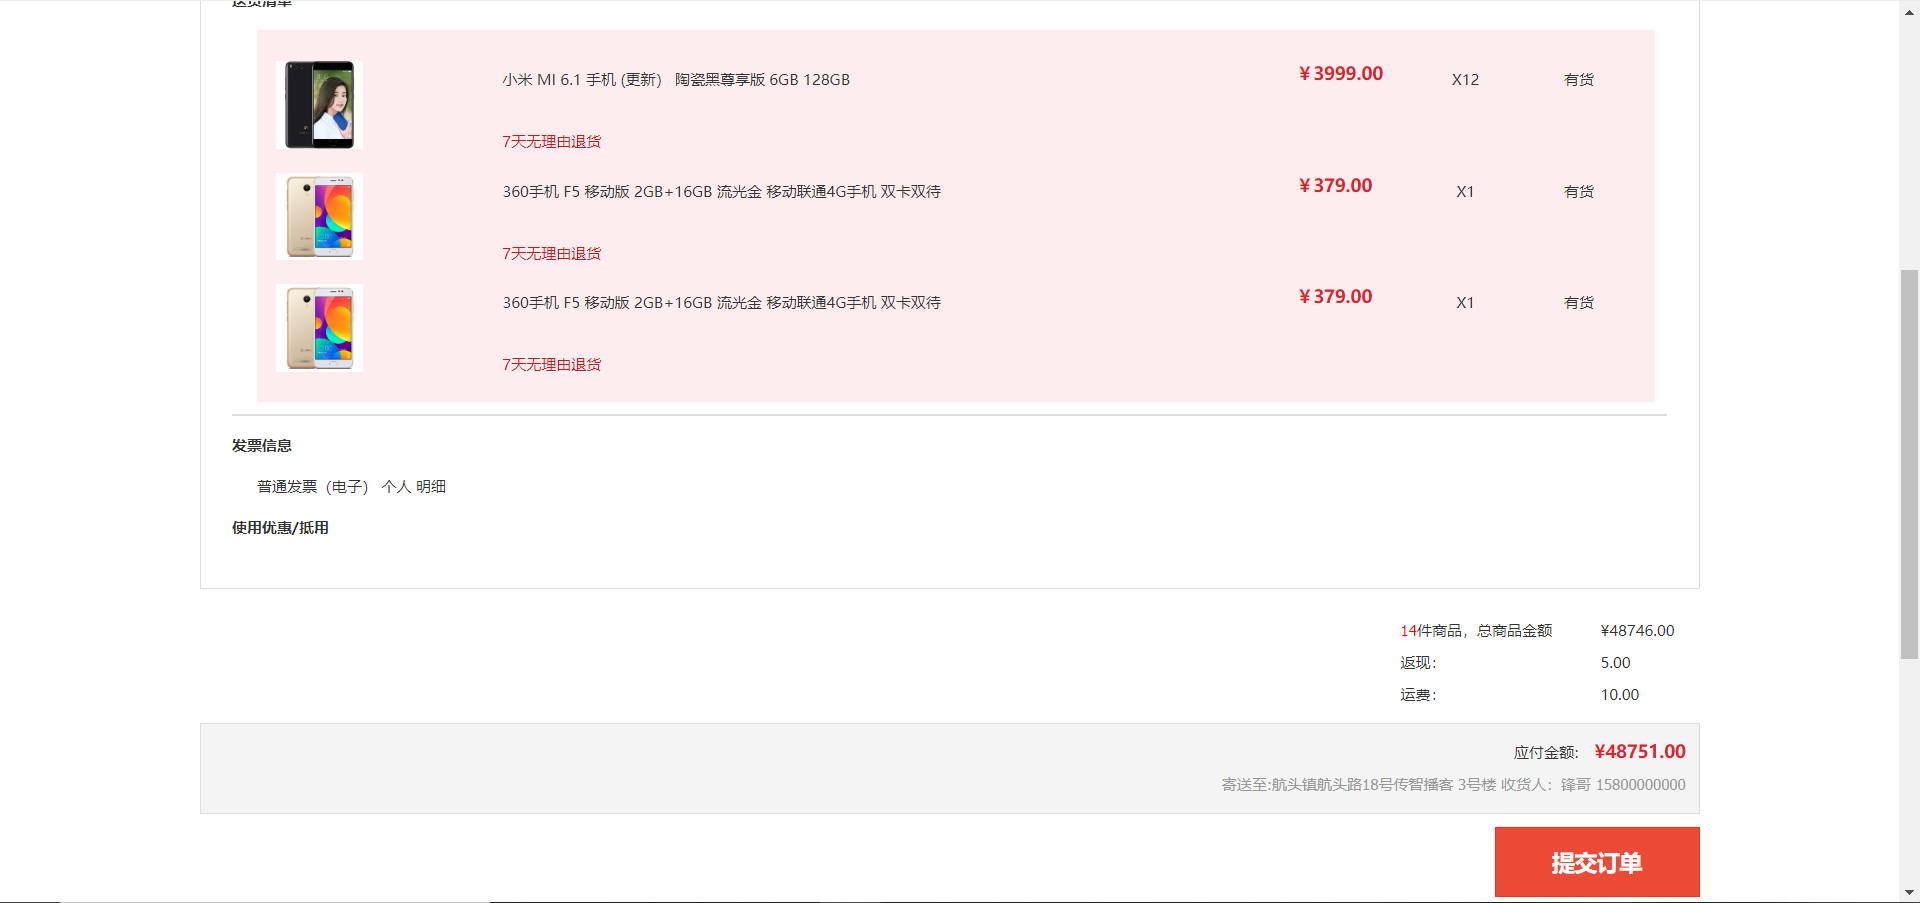 送货清单
小米 MI 6.1 手机 (更新） 陶瓷黑尊享版 6GB 128GB
¥ 3999.00
X12
有货
7天无理由退货
360手机 F5 移动版 2GB+16GB 流光金 移动联通4G手机 双卡双待
¥ 379.00
X1
有货
7天无理由退货
360手机 F5 移动版 2GB+16GB 流光金 移动联通4G手机 双卡双待
¥ 379.00
X1
有货
7天无理由退货
发票信息
普通发票（电子） 个人 明细
使用优惠/抵用
14件商品，总商品金额 ¥48746.00
返现： 5.00
运费： 10.00
应付金额: ¥48751.00
寄送至:航头镇航头路18号传智播客 3号楼 收货人：锋哥 15800000000
提交订单